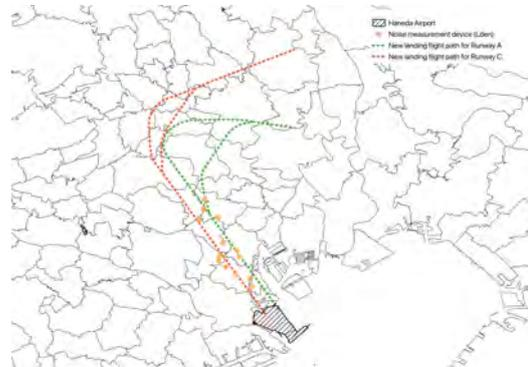 Haneda Airport
Noise measurement device (Lden)
New landing flight path for Runway A
New landing flight path for Runway C